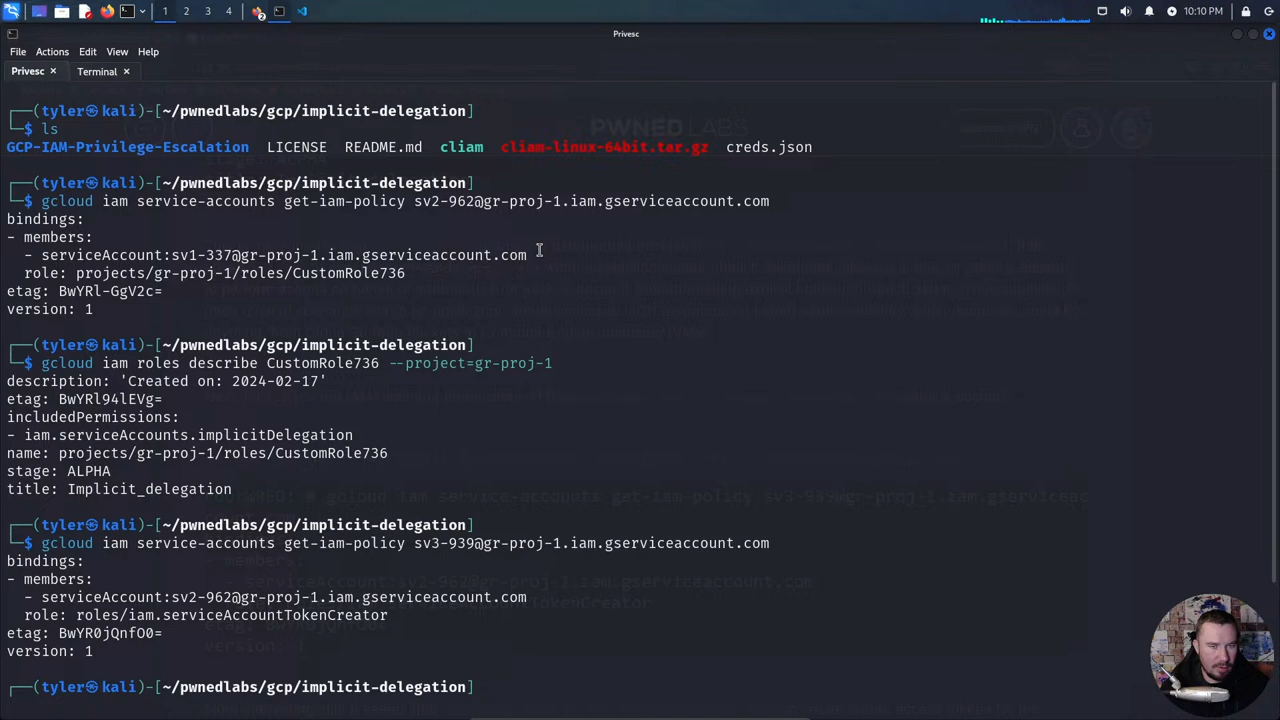 1 2 3 4 10:10 PM
Privesc
File Actions Edit View Help
Privesc × Terminal ×
┌──(tyler㉿kali)-[~/pwnedlabs/gcp/implicit-delegation]
└─$ ls
GCP-IAM-Privilege-Escalation LICENSE README.md cliam cliam-linux-64bit.tar.gz creds.json
PWNED LABS
┌──(tyler㉿kali)-[~/pwnedlabs/gcp/implicit-delegation]
└─$ gcloud iam service-accounts get-iam-policy sv2-962@gr-proj-1.iam.gserviceaccount.com
bindings:
- members:
  - serviceAccount:sv1-337@gr-proj-1.iam.gserviceaccount.com
  role: projects/gr-proj-1/roles/CustomRole736
etag: BwYRl-GgV2c=
version: 1
┌──(tyler㉿kali)-[~/pwnedlabs/gcp/implicit-delegation]
└─$ gcloud iam roles describe CustomRole736 --project=gr-proj-1
description: 'Created on: 2024-02-17'
etag: BwYRl94lEVg=
includedPermissions:
- iam.serviceAccounts.implicitDelegation
name: projects/gr-proj-1/roles/CustomRole736
stage: ALPHA
title: Implicit_delegation
┌──(tyler㉿kali)-[~/pwnedlabs/gcp/implicit-delegation]
└─$ gcloud iam service-accounts get-iam-policy sv3-939@gr-proj-1.iam.gserviceaccount.com
bindings:
- members:
  - serviceAccount:sv2-962@gr-proj-1.iam.gserviceaccount.com
  role: roles/iam.serviceAccountTokenCreator
etag: BwYR0jQnfO0=
version: 1
┌──(tyler㉿kali)-[~/pwnedlabs/gcp/implicit-delegation]